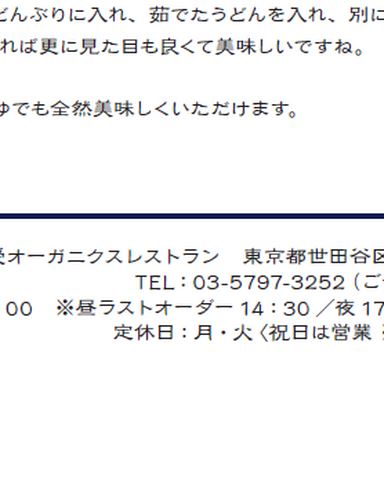 どんぶりに入れ、茹でたうどんを入れ、別に
れば更に見た目も良くて美味しいですね。
ゆでも全然美味しくいただけます。
オーガニクスレストラン　東京都世田谷区
TEL：03-5797-3252（ご
00　※昼ラストオーダー 14：30 ／夜 17
定休日：月・火〈祝日は営業